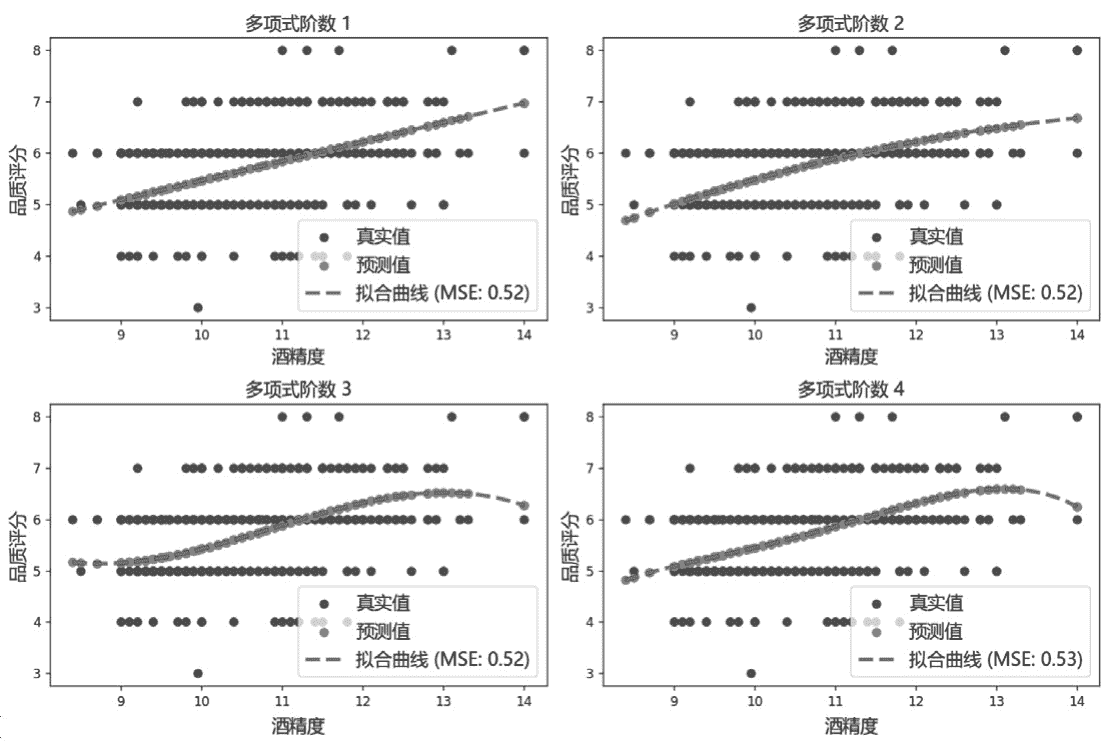 多项式阶数 1
8
7
6
5
4
3
品质评分
真实值
预测值
拟合曲线 (MSE: 0.52)
9 10 11 12 13 14
酒精度
多项式阶数 2
8
7
6
5
4
3
品质评分
真实值
预测值
拟合曲线 (MSE: 0.52)
9 10 11 12 13 14
酒精度
多项式阶数 3
8
7
6
5
4
3
品质评分
真实值
预测值
拟合曲线 (MSE: 0.52)
9 10 11 12 13 14
酒精度
多项式阶数 4
8
7
6
5
4
3
品质评分
真实值
预测值
拟合曲线 (MSE: 0.53)
9 10 11 12 13 14
酒精度